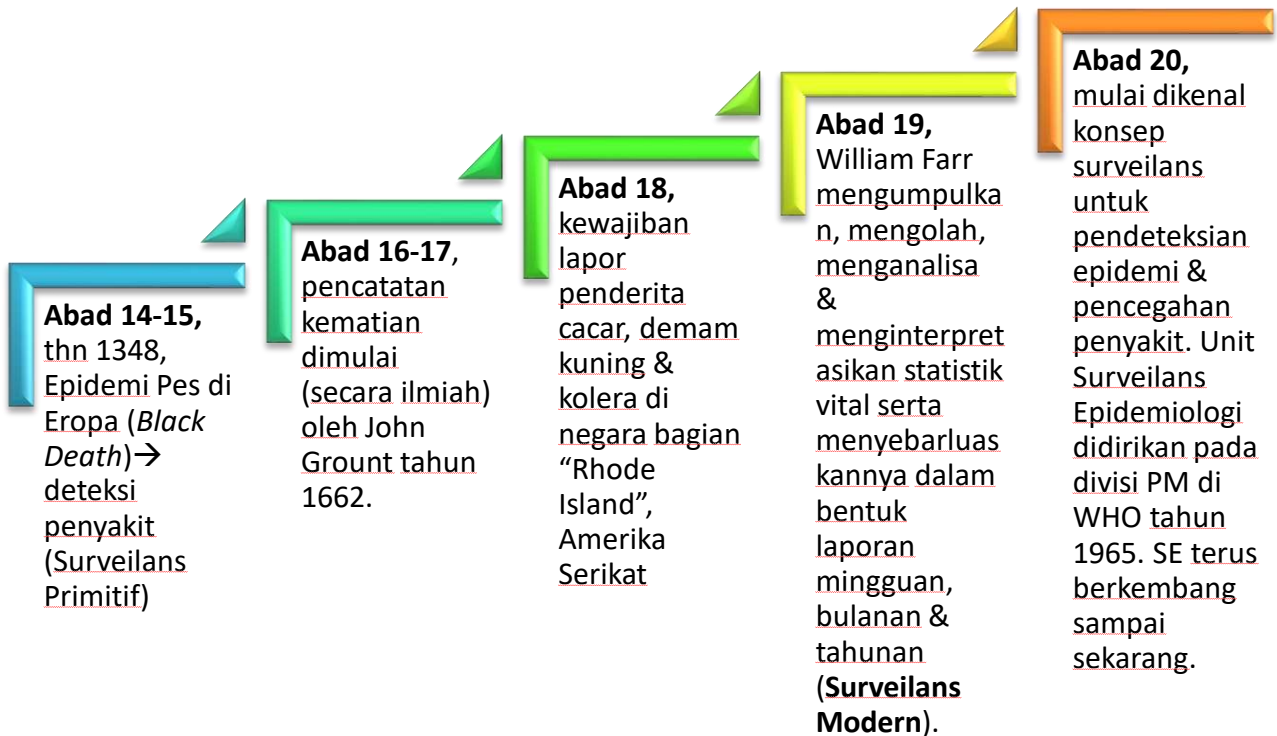 Abad 14-15,
thn 1348,
Epidemi Pes di
Eropa (Black
Death)→
deteksi
penyakit
(Surveilans
Primitif)
Abad 16-17,
pencatatan
kematian
dimulai
(secara ilmiah)
oleh John
Grount tahun
1662.
Abad 18,
kewajiban
lapor
penderita
cacar, demam
kuning &
kolera di
negara bagian
“Rhode
Island”,
Amerika
Serikat
Abad 19,
William Farr
mengumpulka
n, mengolah,
menganalisa
&
menginterpret
asikan statistik
vital serta
menyebarluas
kannya dalam
bentuk
laporan
mingguan,
bulanan &
tahunan
(Surveilans
Modern).
Abad 20,
mulai dikenal
konsep
surveilans
untuk
pendeteksian
epidemi &
pencegahan
penyakit. Unit
Surveilans
Epidemiologi
didirikan pada
divisi PM di
WHO tahun
1965. SE terus
berkembang
sampai
sekarang.